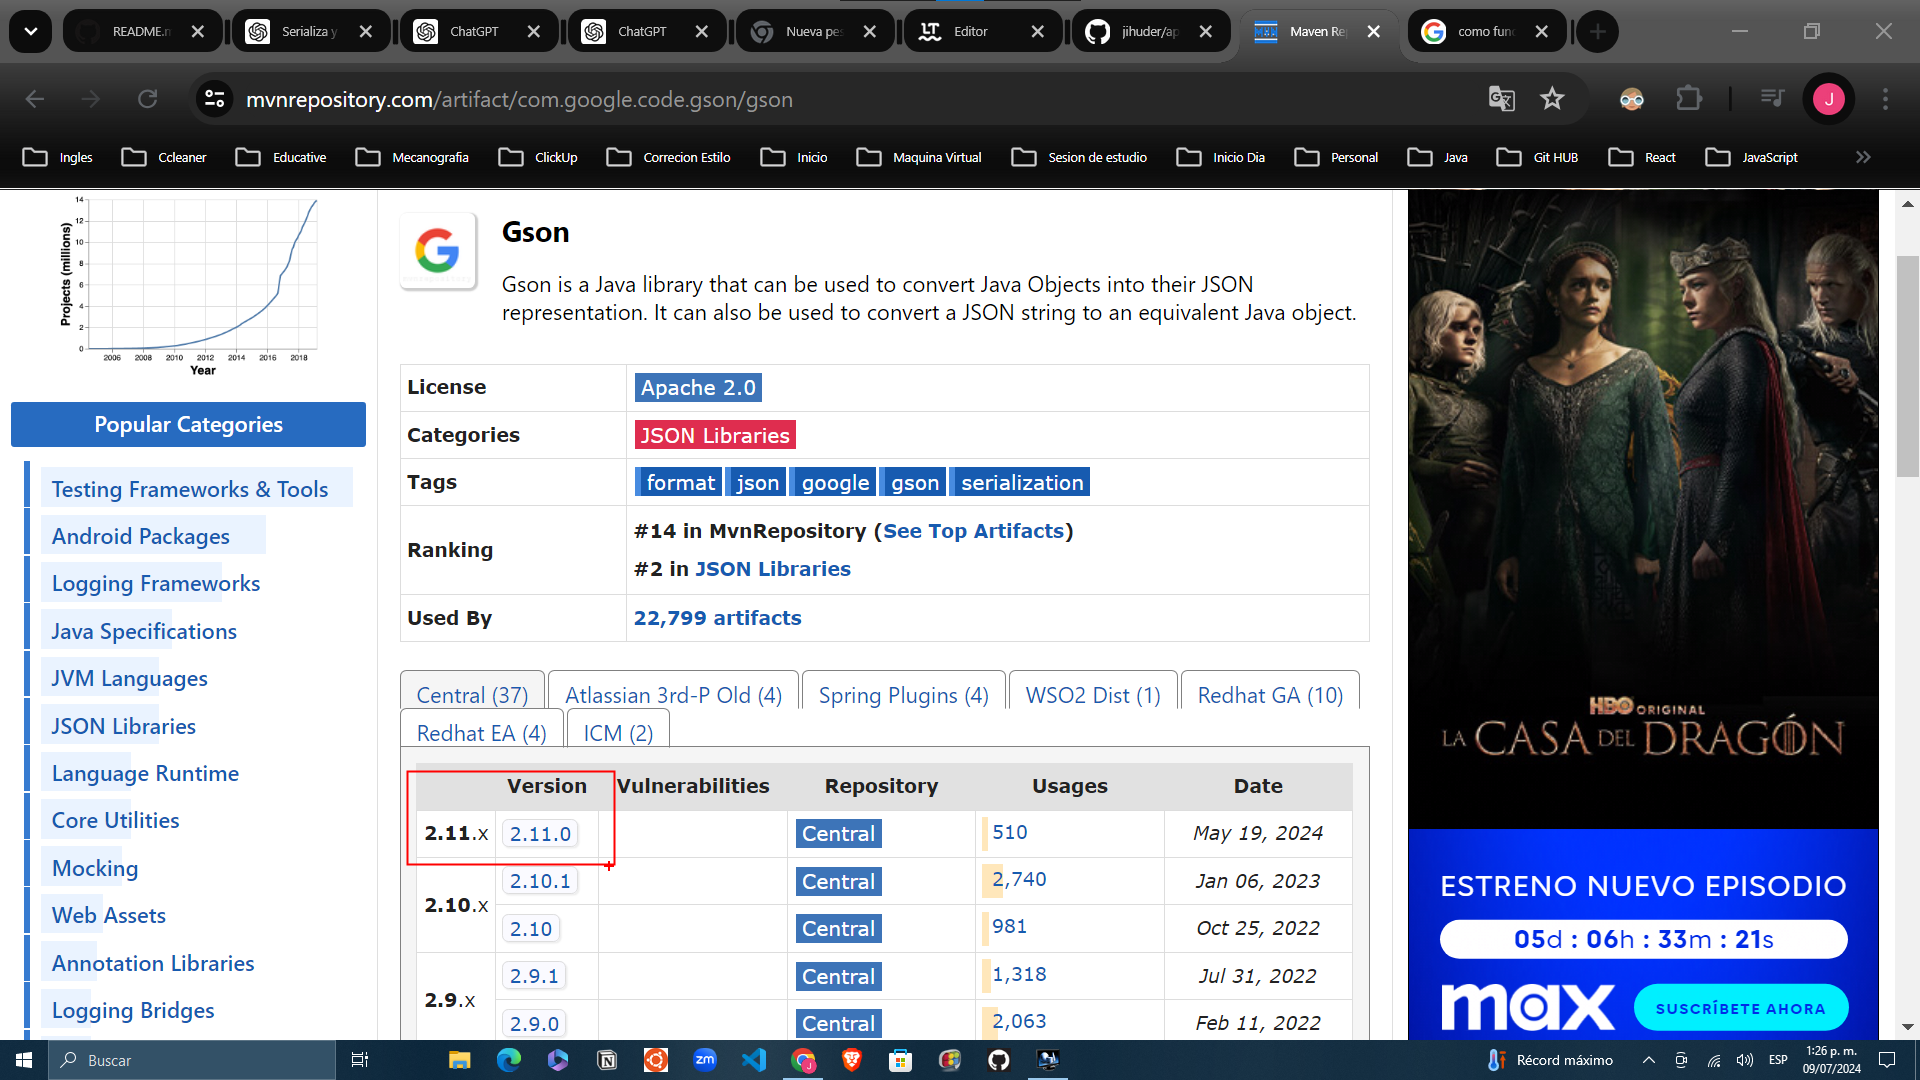 README.m
Serializa y
ChatGPT
ChatGPT
Nueva pes
Editor
jihuder/ap
Maven Rep
como func
mvnrepository.com/artifact/com.google.code.gson/gson
J
Ingles
Ccleaner
Educative
Mecanografia
ClickUp
Correcion Estilo
Inicio
Maquina Virtual
Sesion de estudio
Inicio Dia
Personal
Java
Git HUB
React
JavaScript
Projects (millions)
14
12
10
8
6
4
2
0
2006 2008 2010 2012 2014 2016 2018
Year
Popular Categories
Testing Frameworks & Tools
Android Packages
Logging Frameworks
Java Specifications
JVM Languages
JSON Libraries
Language Runtime
Core Utilities
Mocking
Web Assets
Annotation Libraries
Logging Bridges
Gson
Gson is a Java library that can be used to convert Java Objects into their JSON
representation. It can also be used to convert a JSON string to an equivalent Java object.
License Apache 2.0
Categories JSON Libraries
Tags format json google gson serialization
Ranking #14 in MvnRepository (See Top Artifacts)
#2 in JSON Libraries
Used By 22,799 artifacts
Central (37) Atlassian 3rd-P Old (4) Spring Plugins (4) WSO2 Dist (1) Redhat GA (10)
Redhat EA (4) ICM (2)
Version Vulnerabilities Repository Usages Date
2.11.x 2.11.0 Central 510 May 19, 2024
2.10.x 2.10.1 Central 2,740 Jan 06, 2023
2.10 Central 981 Oct 25, 2022
2.9.x 2.9.1 Central 1,318 Jul 31, 2022
2.9.0 Central 2,063 Feb 11, 2022
HBO ORIGINAL
LA CASA DEL DRAGÓN
ESTRENO NUEVO EPISODIO
05d : 06h : 33m : 21s
max SUSCRÍBETE AHORA
Buscar
zm
Récord máximo
ESP
1:26 p. m.
09/07/2024